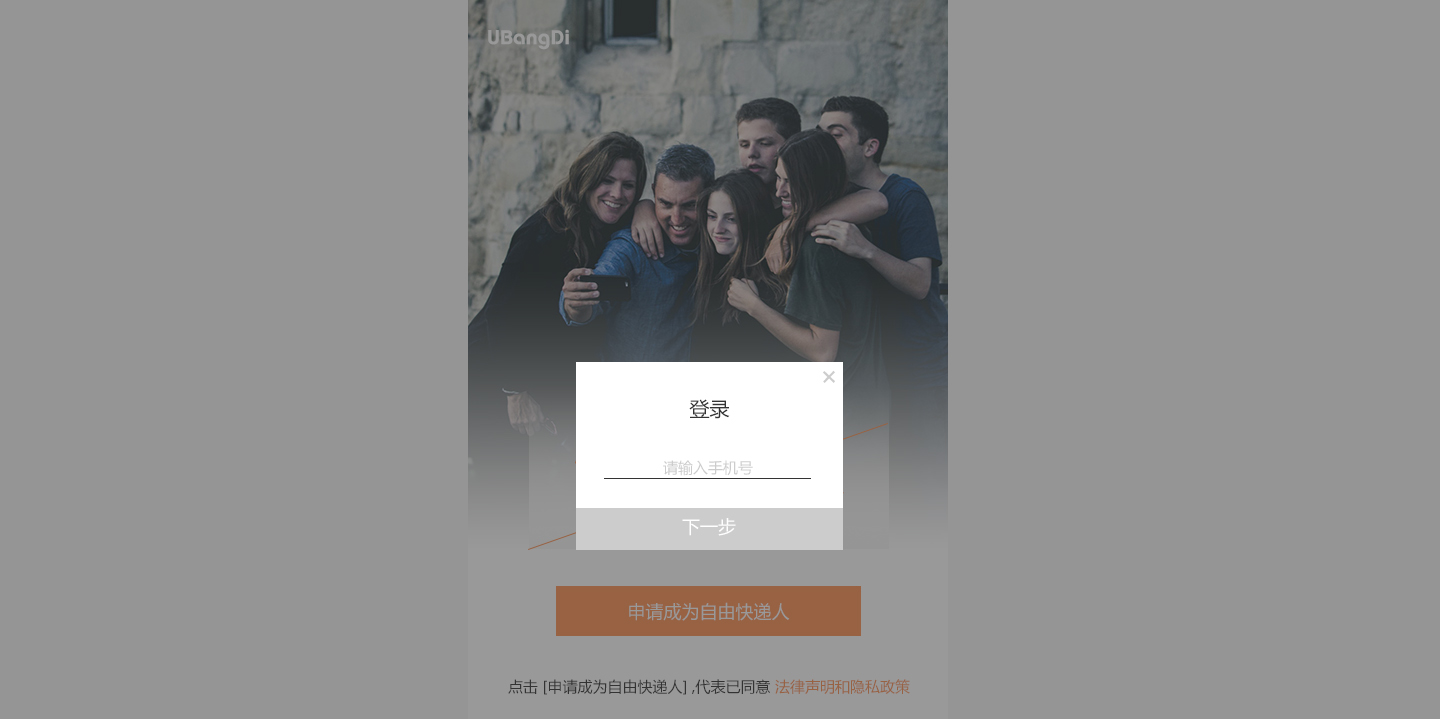 UBangDi
登录
请输入手机号
下一步
申请成为自由快递人
点击 [申请成为自由快递人] ,代表已同意 法律声明和隐私政策